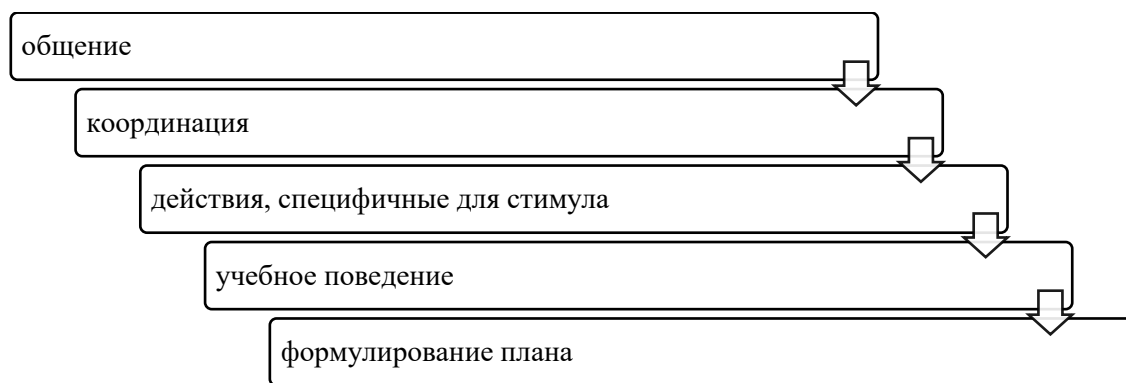 общение
координация
действия, специфичные для стимула
учебное поведение
формулирование плана